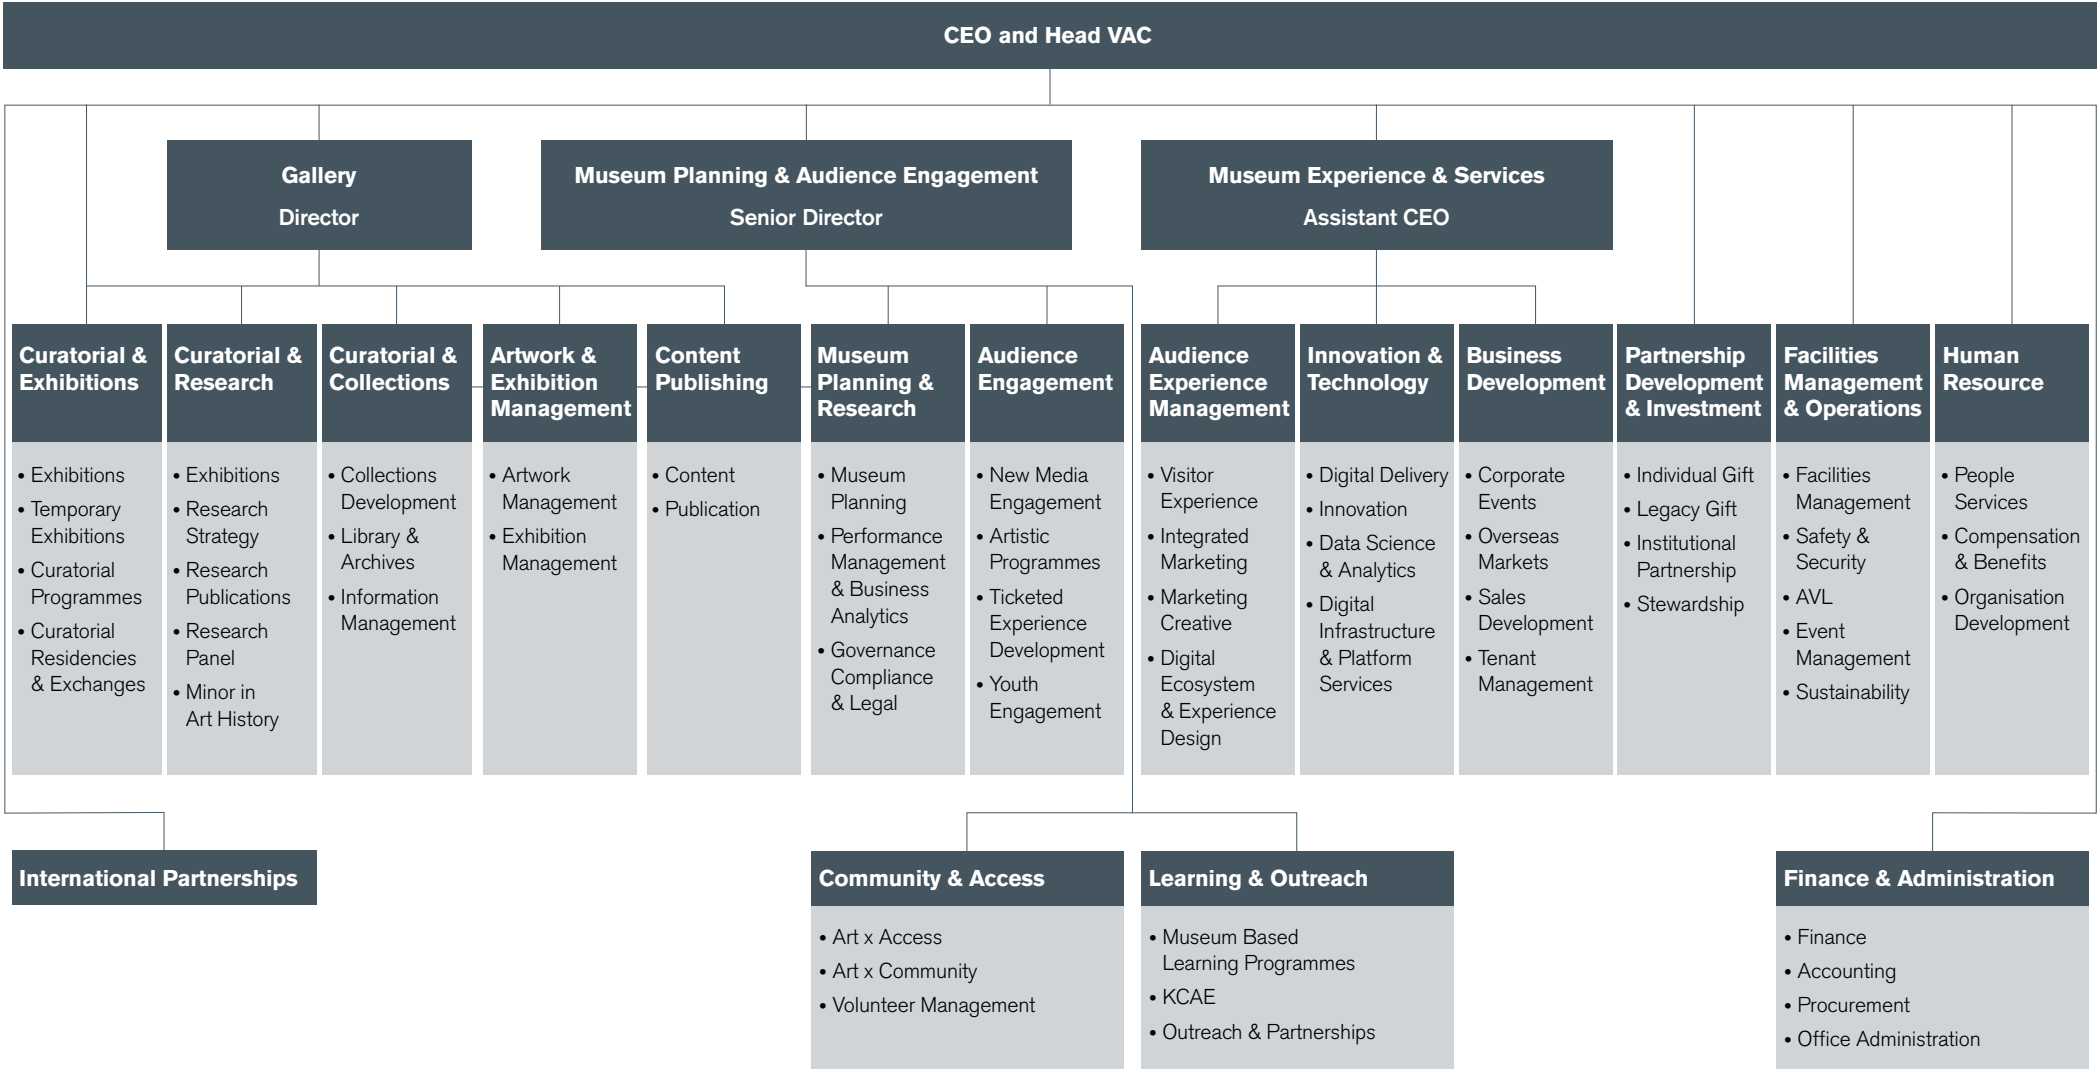 CEO and Head VAC
Gallery
Director
Museum Planning & Audience Engagement
Senior Director
Museum Experience & Services
Assistant CEO
Curatorial &
Exhibitions
• Exhibitions
• Temporary
Exhibitions
• Curatorial
Programmes
• Curatorial
Residencies
& Exchanges
Curatorial &
Research
• Exhibitions
• Research
Strategy
• Research
Publications
• Research
Panel
• Minor in
Art History
Curatorial &
Collections
• Collections
Development
• Library &
Archives
• Information
Management
Artwork &
Exhibition
Management
• Artwork
Management
• Exhibition
Management
Content
Publishing
• Content
• Publication
Museum
Planning &
Research
• Museum
Planning
• Performance
Management
& Business
Analytics
• Governance
Compliance
& Legal
Audience
Engagement
• New Media
Engagement
• Artistic
Programmes
• Ticketed
Experience
Development
• Youth
Engagement
Audience
Experience
Management
• Visitor
Experience
• Integrated
Marketing
• Marketing
Creative
• Digital
Ecosystem
& Experience
Design
Innovation &
Technology
• Digital Delivery
• Innovation
• Data Science
& Analytics
• Digital
Infrastructure
& Platform
Services
Business
Development
• Corporate
Events
• Overseas
Markets
• Sales
Development
• Tenant
Management
Partnership
Development
& Investment
• Individual Gift
• Legacy Gift
• Institutional
Partnership
• Stewardship
Facilities
Management
& Operations
• Facilities
Management
• Safety &
Security
• AVL
• Event
Management
• Sustainability
Human
Resource
• People
Services
• Compensation
& Benefits
• Organisation
Development
International Partnerships
Community & Access
• Art x Access
• Art x Community
• Volunteer Management
Learning & Outreach
• Museum Based
Learning Programmes
• KCAE
• Outreach & Partnerships
Finance & Administration
• Finance
• Accounting
• Procurement
• Office Administration